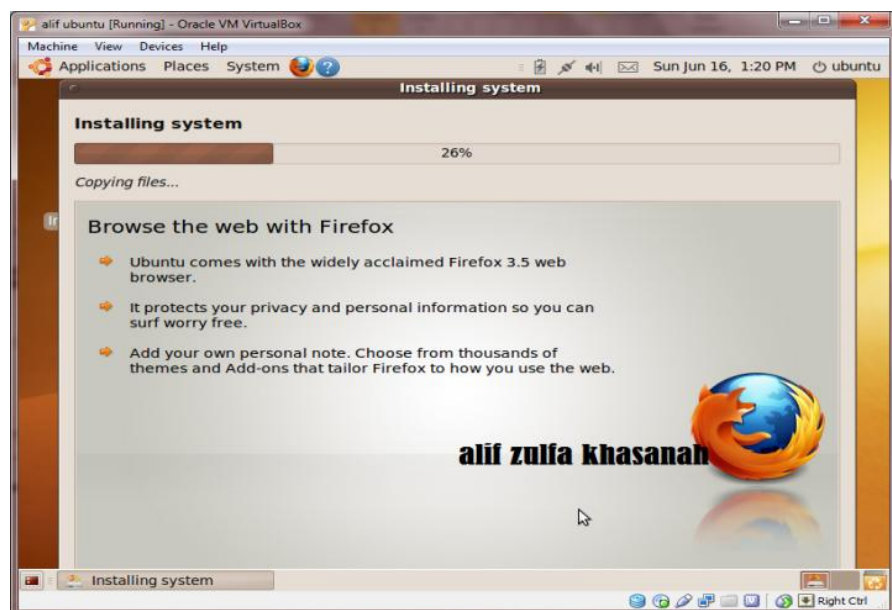 alif ubuntu [Running] - Oracle VM VirtualBox
Machine View Devices Help
Applications Places System Sun Jun 16, 1:20 PM ubuntu
Installing system
Installing system
26%
Copying files...
Browse the web with Firefox
Ubuntu comes with the widely acclaimed Firefox 3.5 web
browser.
It protects your privacy and personal information so you can
surf worry free.
Add your own personal note. Choose from thousands of
themes and Add-ons that tailor Firefox to how you use the web.
alif zulfa khasanah
Installing system
Right Ctrl